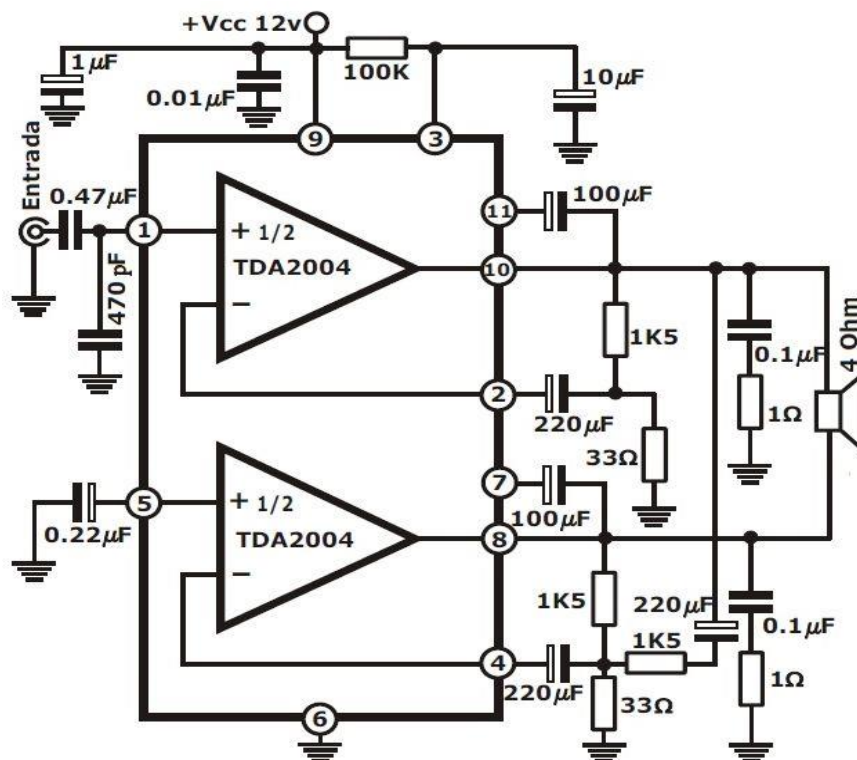 +Vcc 12v
1µF
0.01µF
100K
10µF
9
3
Entrada
0.47µF
1
470 pF
+ 1/2
TDA2004
−
11
100µF
10
1K5
0.1µF
4 Ohm
1Ω
2
220µF
33Ω
7
100µF
5
0.22µF
+ 1/2
TDA2004
−
8
1K5
220µF
1K5
0.1µF
4
220µF
33Ω
1Ω
6